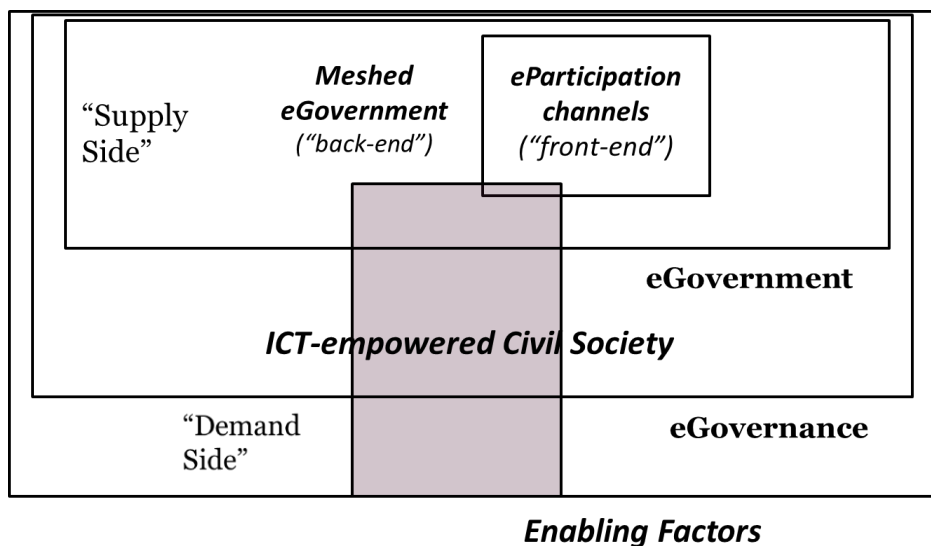 “Supply
Side”
Meshed
eGovernment
(“back-end”)
eParticipation
channels
(“front-end”)
eGovernment
ICT-empowered Civil Society
“Demand
Side”
eGovernance
Enabling Factors